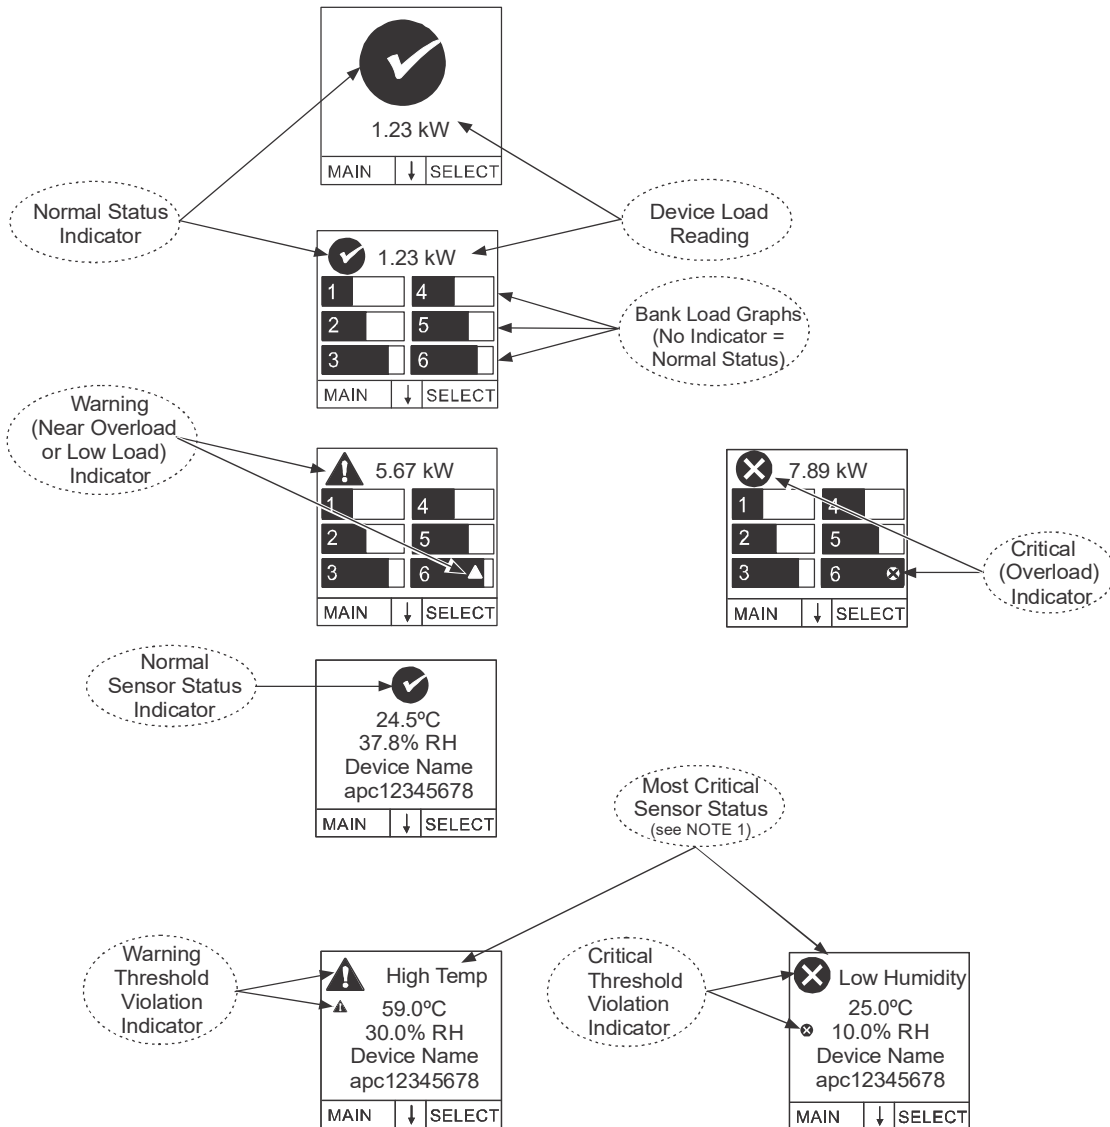 1.23 kW
MAIN ↓ SELECT
Normal Status
Indicator
Device Load
Reading
1.23 kW
1 4
2 5
3 6
MAIN ↓ SELECT
Bank Load Graphs
(No Indicator =
Normal Status)
Warning
(Near Overload
or Low Load)
Indicator
5.67 kW
1 4
2 5
3 6
MAIN ↓ SELECT
7.89 kW
1 4
2 5
3 6
MAIN ↓ SELECT
Critical
(Overload)
Indicator
Normal
Sensor Status
Indicator
24.5ºC
37.8% RH
Device Name
apc12345678
MAIN ↓ SELECT
Most Critical
Sensor Status
(see NOTE 1)
Warning
Threshold
Violation
Indicator
High Temp
59.0ºC
30.0% RH
Device Name
apc12345678
MAIN ↓ SELECT
Critical
Threshold
Violation
Indicator
Low Humidity
25.0ºC
10.0% RH
Device Name
apc12345678
MAIN ↓ SELECT